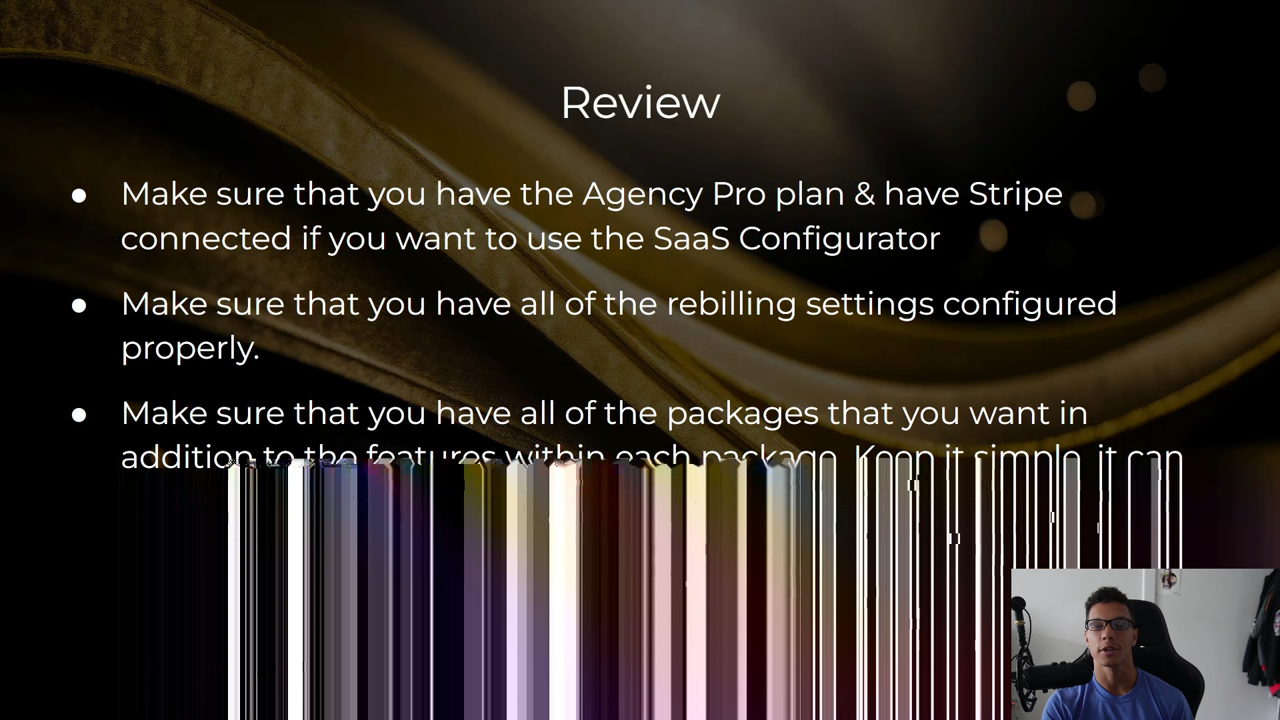 Review
● Make sure that you have the Agency Pro plan & have Stripe
connected if you want to use the SaaS Configurator
● Make sure that you have all of the rebilling settings configured
properly.
● Make sure that you have all of the packages that you want in
addition to the features within each package. Keep it simple, it can